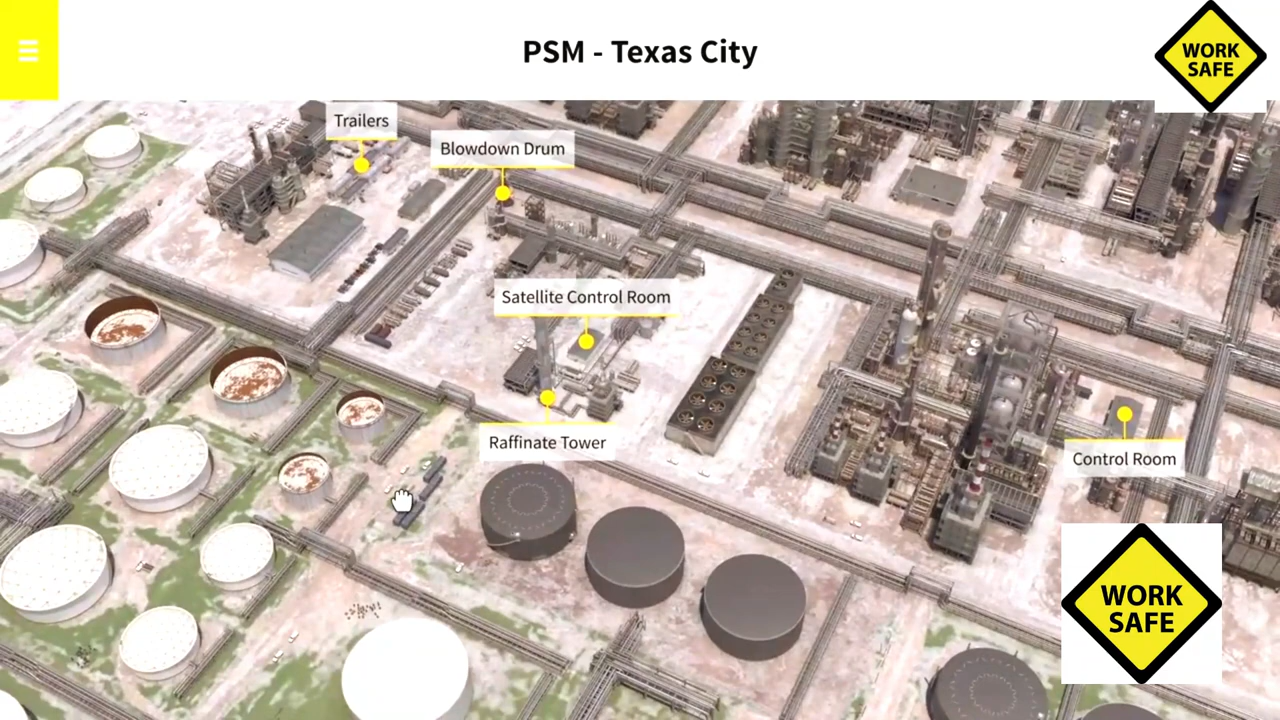 PSM - Texas City
WORK
SAFE
Trailers
Blowdown Drum
Satellite Control Room
Raffinate Tower
Control Room
WORK
SAFE